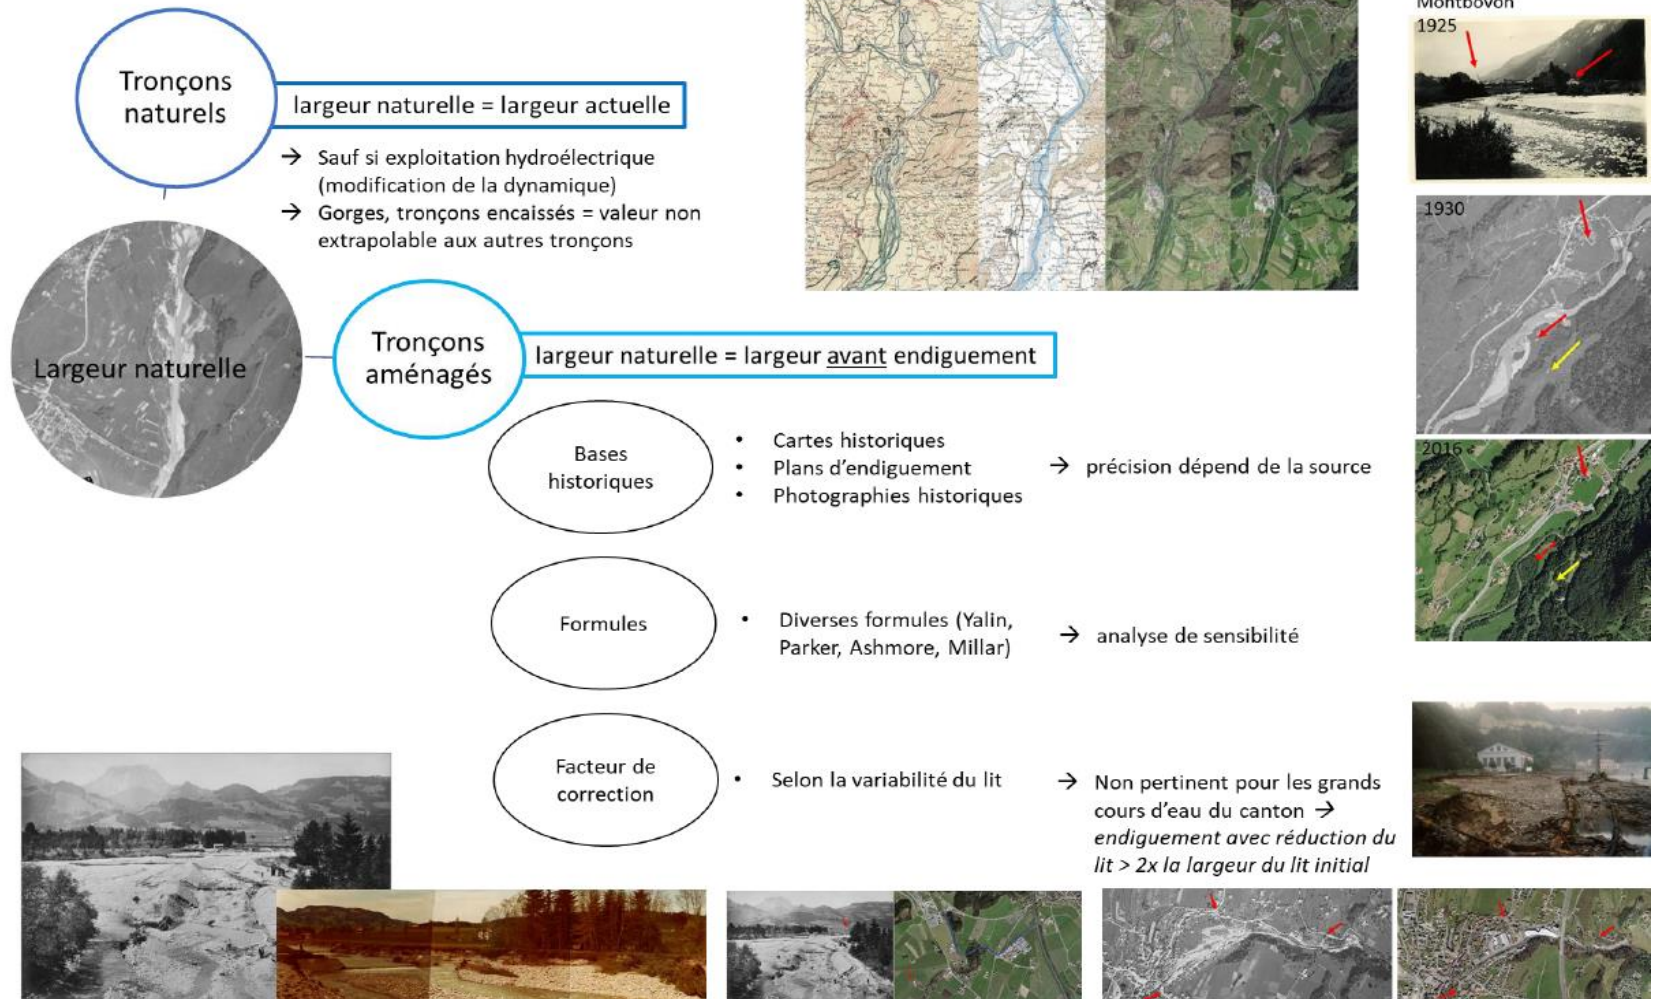 Montbovon
1925
Tronçons
naturels
largeur naturelle = largeur actuelle
→ Sauf si exploitation hydroélectrique
(modification de la dynamique)
→ Gorges, tronçons encaissés = valeur non
extrapolable aux autres tronçons
1930
Largeur naturelle
Tronçons
aménagés
largeur naturelle = largeur avant endiguement
Bases
historiques
• Cartes historiques
• Plans d'endiguement
• Photographies historiques
→ précision dépend de la source
2016
Formules
• Diverses formules (Yalin,
Parker, Ashmore, Millar)
→ analyse de sensibilité
Facteur de
correction
• Selon la variabilité du lit
→ Non pertinent pour les grands
cours d'eau du canton →
endiguement avec réduction du
lit > 2x la largeur du lit initial